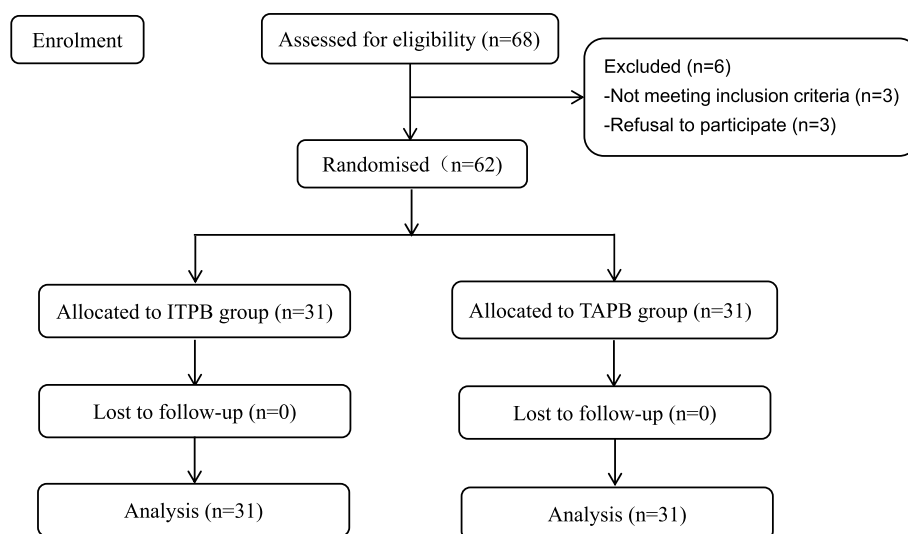 Enrolment
Assessed for eligibility (n=68)
Excluded (n=6)
-Not meeting inclusion criteria (n=3)
-Refusal to participate (n=3)
Randomised（n=62)
Allocated to ITPB group (n=31)
Allocated to TAPB group (n=31)
Lost to follow-up (n=0)
Lost to follow-up (n=0)
Analysis (n=31)
Analysis (n=31)